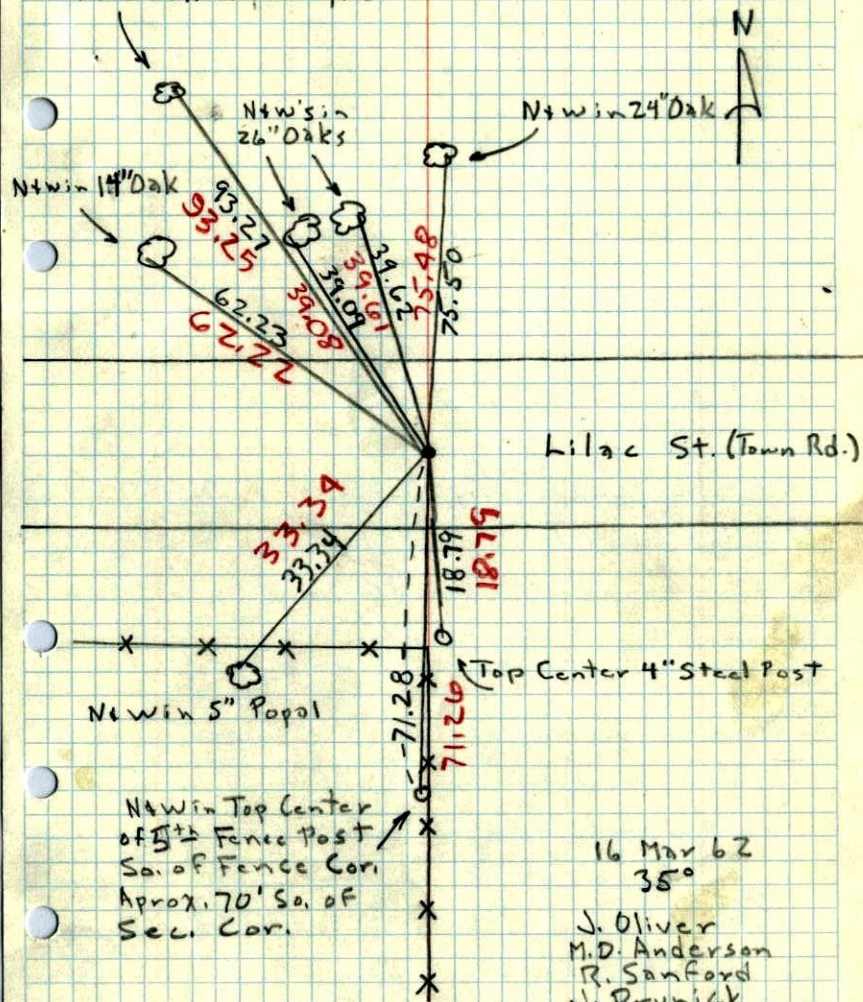 N
N&W's in
26" Oaks
N&W in 24" Oak
N&W in 14" Oak
93.27
93.25
39.62
39.61
39.09
39.08
75.48
75.50
62.23
62.22
Lilac St. (Town Rd.)
33.34
33.34
18.79
18.79
Top Center 4" Steel Post
71.28
71.26
N&W in 5" Popal
N&W in Top Center
of 5th Fence Post
So. of Fence Cor.
Aprox. 70' So. of
Sec. Cor.
16 Mar 62
35°
J. Oliver
M.D. Anderson
R. Sanford